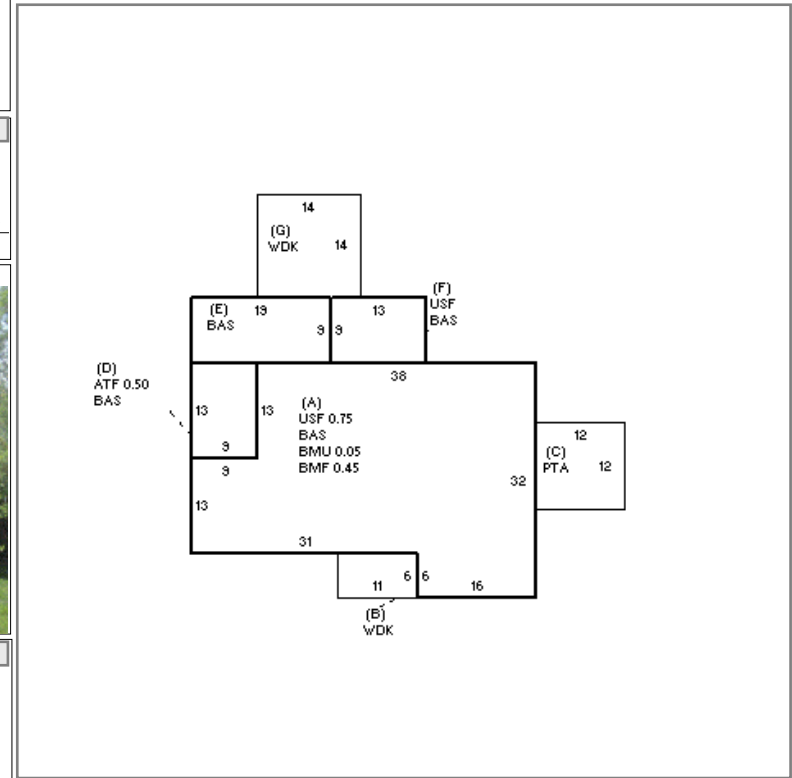 14
(G)
WDK
14
(F)
USF
BAS
(E)
BAS
19
9
9
13
(D)
ATF 0.50
BAS
38
13
13
9
9
13
(A)
USF 0.75
BAS
BMU 0.05
BMF 0.45
32
12
(C)
PTA
12
31
11
6
6
16
(B)
WDK